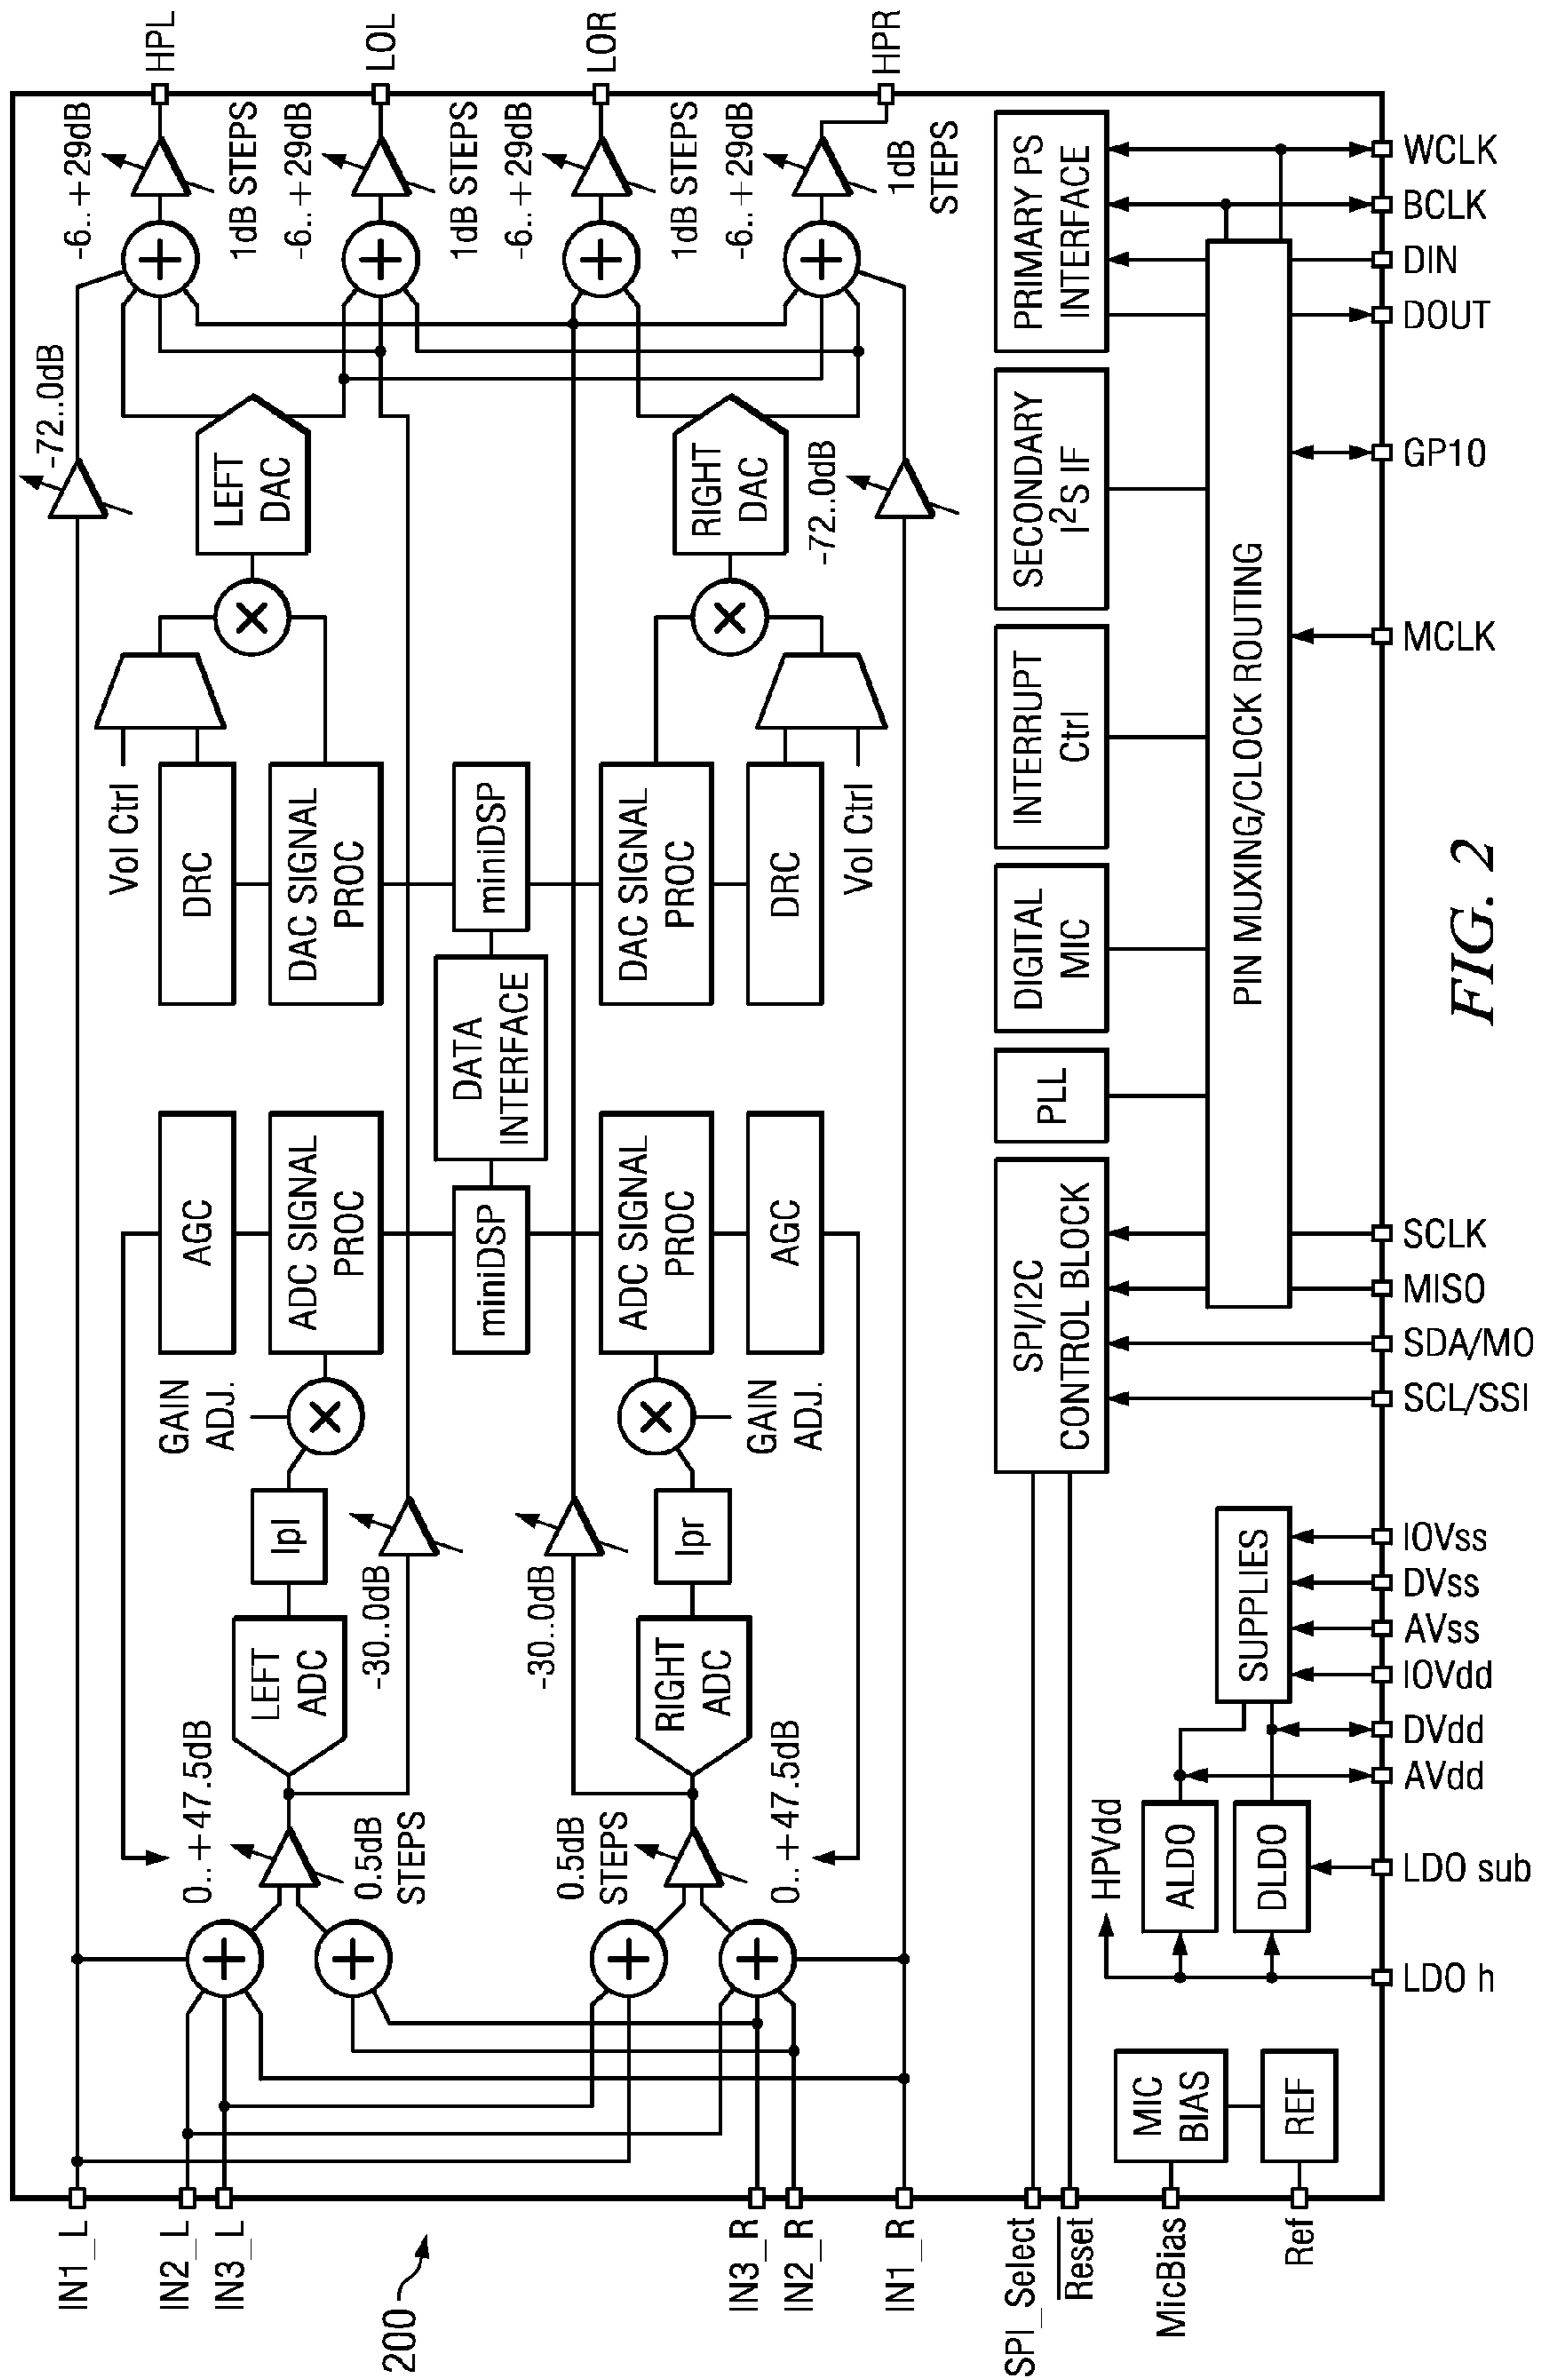 IN1_L
IN2_L
IN3_L
IN3_R
IN2_R
IN1_R
SPI_Select
Reset
MicBias
Ref
200
0..+47.5dB
0.5dB
STEPS
0.5dB
STEPS
0..+47.5dB
LEFT
ADC
RIGHT
ADC
-30..0dB
-30..0dB
Ipl
Ipr
GAIN
ADJ.
GAIN
ADJ.
AGC
ADC SIGNAL
PROC
miniDSP
ADC SIGNAL
PROC
AGC
DATA
INTERFACE
DRC
DAC SIGNAL
PROC
miniDSP
DAC SIGNAL
PROC
DRC
Vol Ctrl
Vol Ctrl
LEFT
DAC
RIGHT
DAC
-72..0dB
-72..0dB
-6..+29dB
1dB STEPS
-6..+29dB
1dB STEPS
-6..+29dB
1dB STEPS
-6..+29dB
1dB
STEPS
HPL
LOL
LOR
HPR
MIC
BIAS
REF
HPVdd
ALDO
DLDO
SUPPLIES
SPI/I2C
CONTROL BLOCK
PLL
DIGITAL
MIC
INTERRUPT
Ctrl
SECONDARY
I²S IF
PRIMARY PS
INTERFACE
PIN MUXING/CLOCK ROUTING
LDO h
LDO sub
AVdd
DVdd
IOVdd
AVss
DVss
IOVss
SCL/SSI
SDA/MO
MISO
SCLK
MCLK
GP10
DOUT
DIN
BCLK
WCLK
FIG. 2